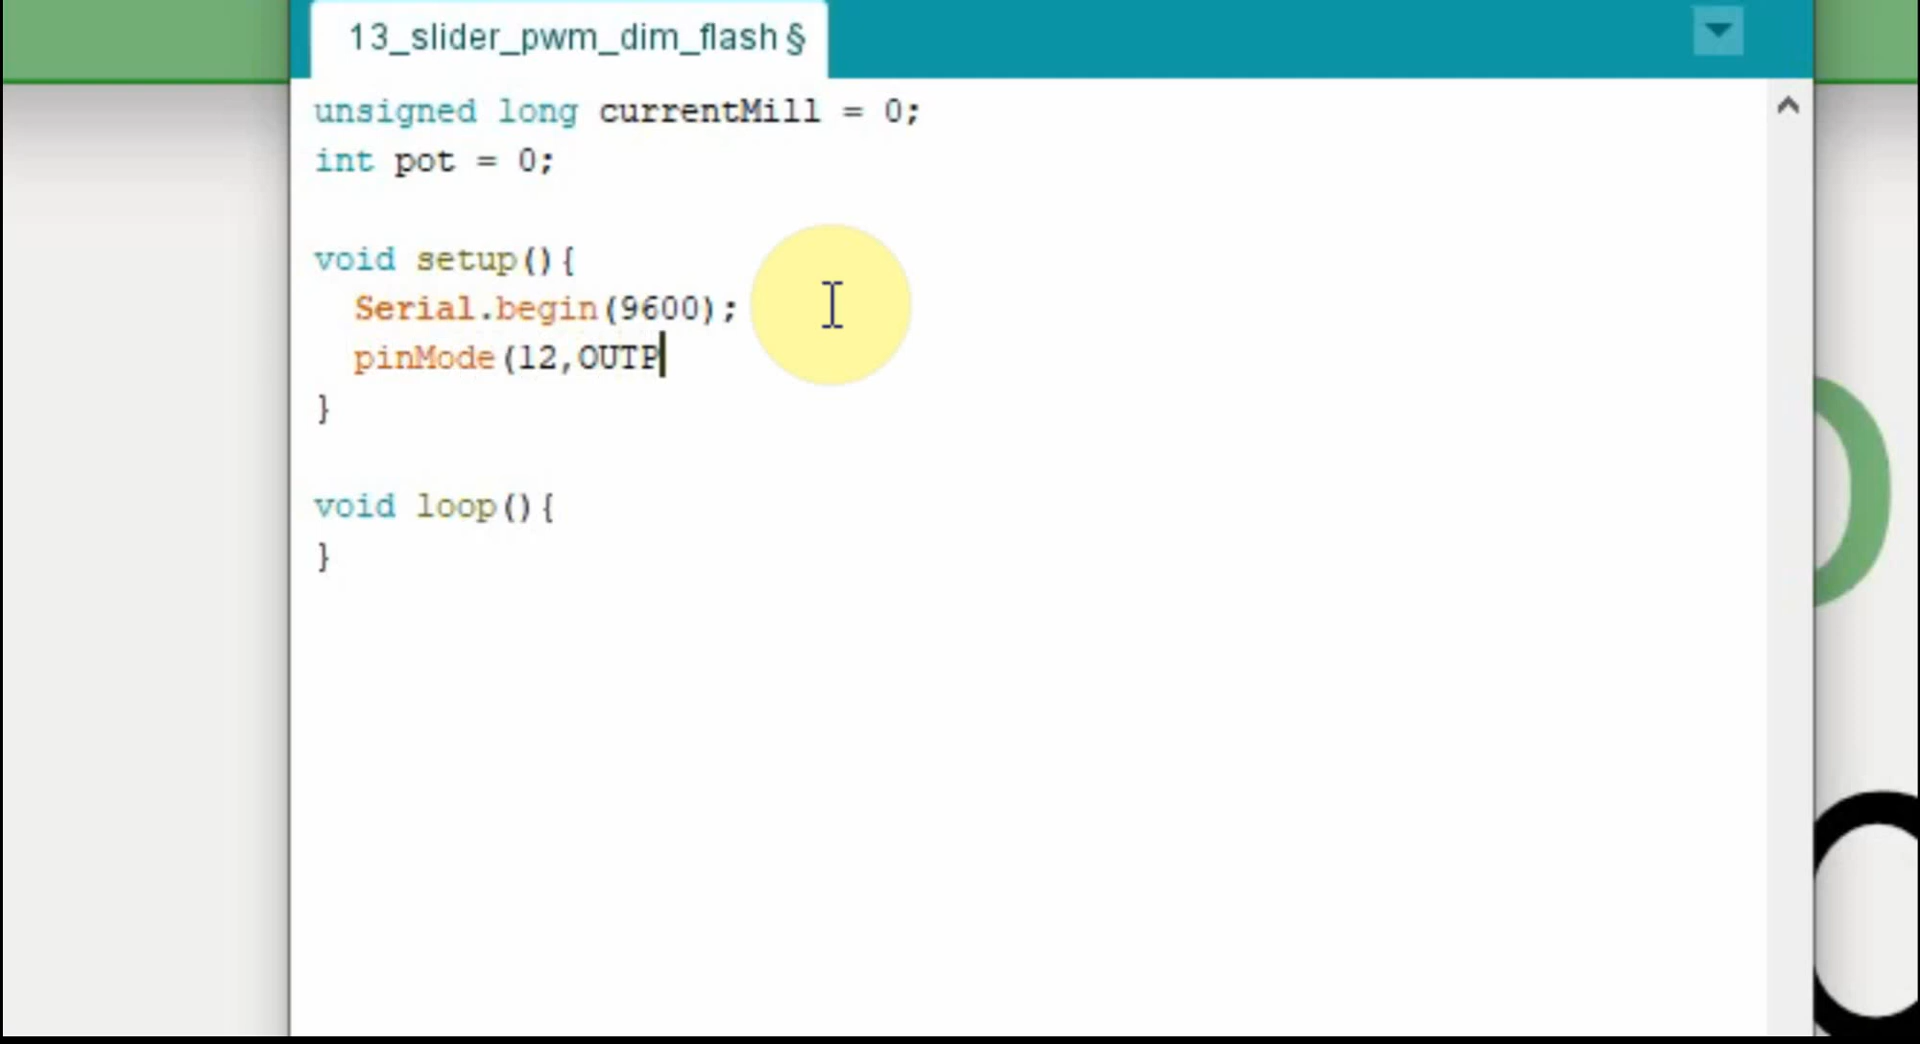 13_slider_pwm_dim_flash §
unsigned long currentMill = 0;
int pot = 0;
void setup(){
Serial.begin(9600);
pinMode(12,OUTP
}
void loop(){
}